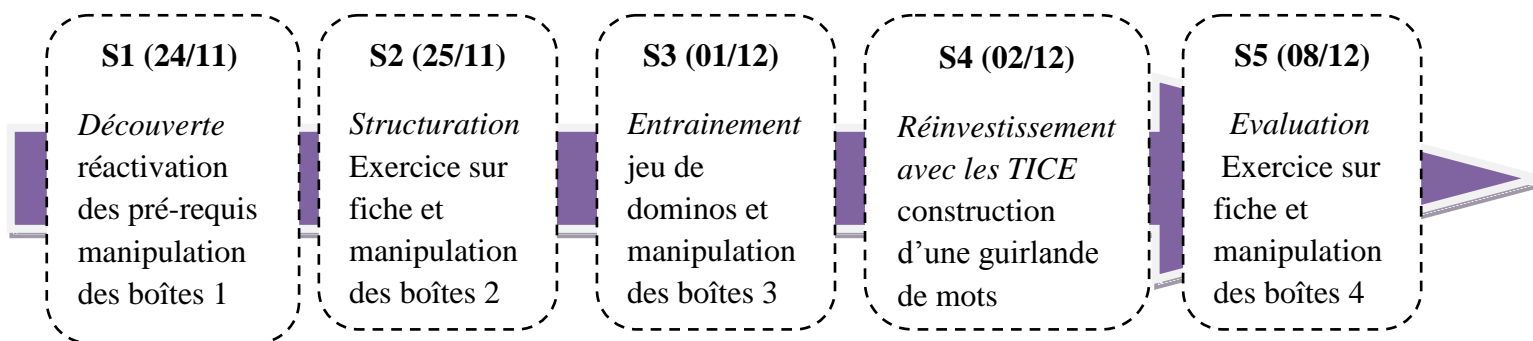 S1 (24/11)
Découverte
réactivation
des pré-requis
manipulation
des boîtes 1
S2 (25/11)
Structuration
Exercice sur
fiche et
manipulation
des boîtes 2
S3 (01/12)
Entrainement
jeu de
dominos et
manipulation
des boîtes 3
S4 (02/12)
Réinvestissement
avec les TICE
construction
d’une guirlande
de mots
S5 (08/12)
Evaluation
Exercice sur
fiche et
manipulation
des boîtes 4